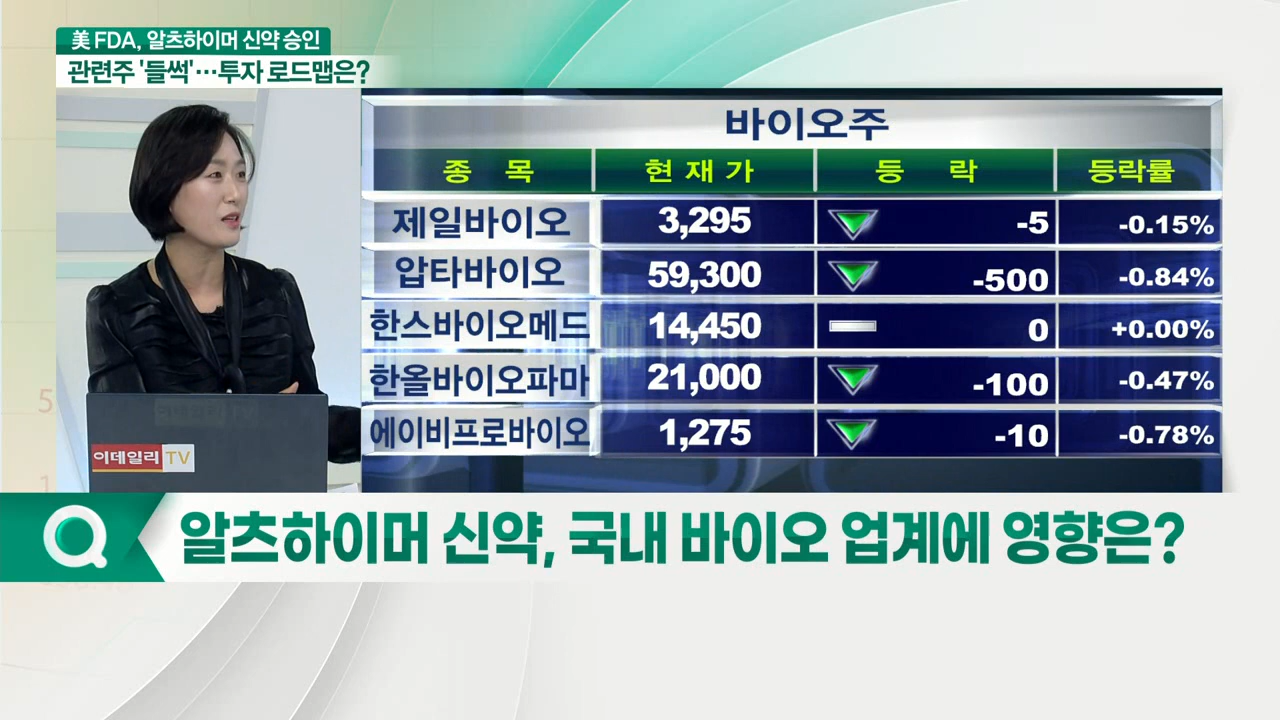 美 FDA, 알츠하이머 신약 승인
관련주 '들썩'…투자 로드맵은?
바이오주
종 목 현 재 가 등 락 등락률
제일바이오 3,295 -5 -0.15%
압타바이오 59,300 -500 -0.84%
한스바이오메드 14,450 0 +0.00%
한올바이오파마 21,000 -100 -0.47%
에이비프로바이오 1,275 -10 -0.78%
이데일리 TV
알츠하이머 신약, 국내 바이오 업계에 영향은?